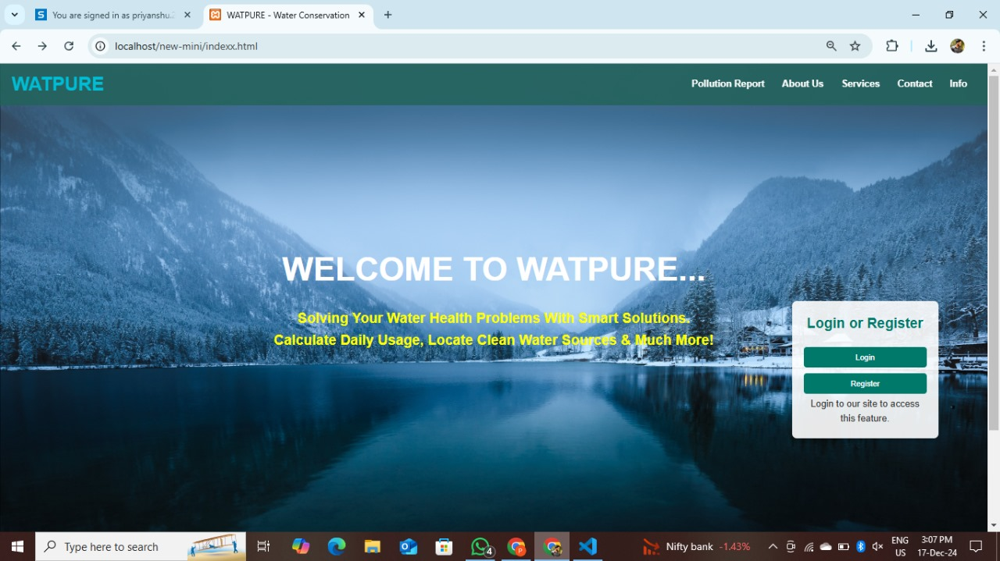 You are signed in as priyanshu.
WATPURE - Water Conservation
localhost/new-mini/indexx.html
WATPURE
Pollution Report About Us Services Contact Info
WELCOME TO WATPURE...
Solving Your Water Health Problems With Smart Solutions.
Calculate Daily Usage, Locate Clean Water Sources & Much More!
Login or Register
Login
Register
Login to our site to access
this feature.
Type here to search
4
P
Nifty bank -1.43%
ENG
US
3:07 PM
17-Dec-24